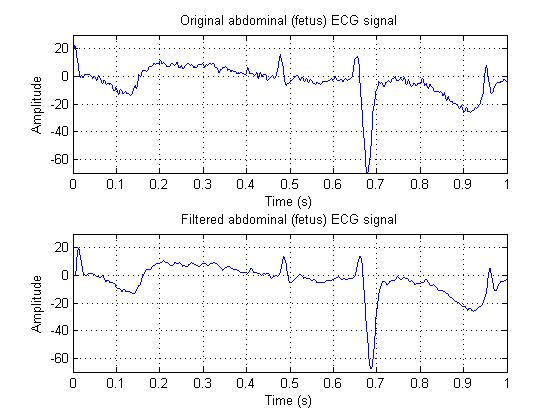 Original abdominal (fetus) ECG signal
20
0
-20
-40
-60
Amplitude
0 0.1 0.2 0.3 0.4 0.5 0.6 0.7 0.8 0.9 1
Time (s)
Filtered abdominal (fetus) ECG signal
20
0
-20
-40
-60
Amplitude
0 0.1 0.2 0.3 0.4 0.5 0.6 0.7 0.8 0.9 1
Time (s)